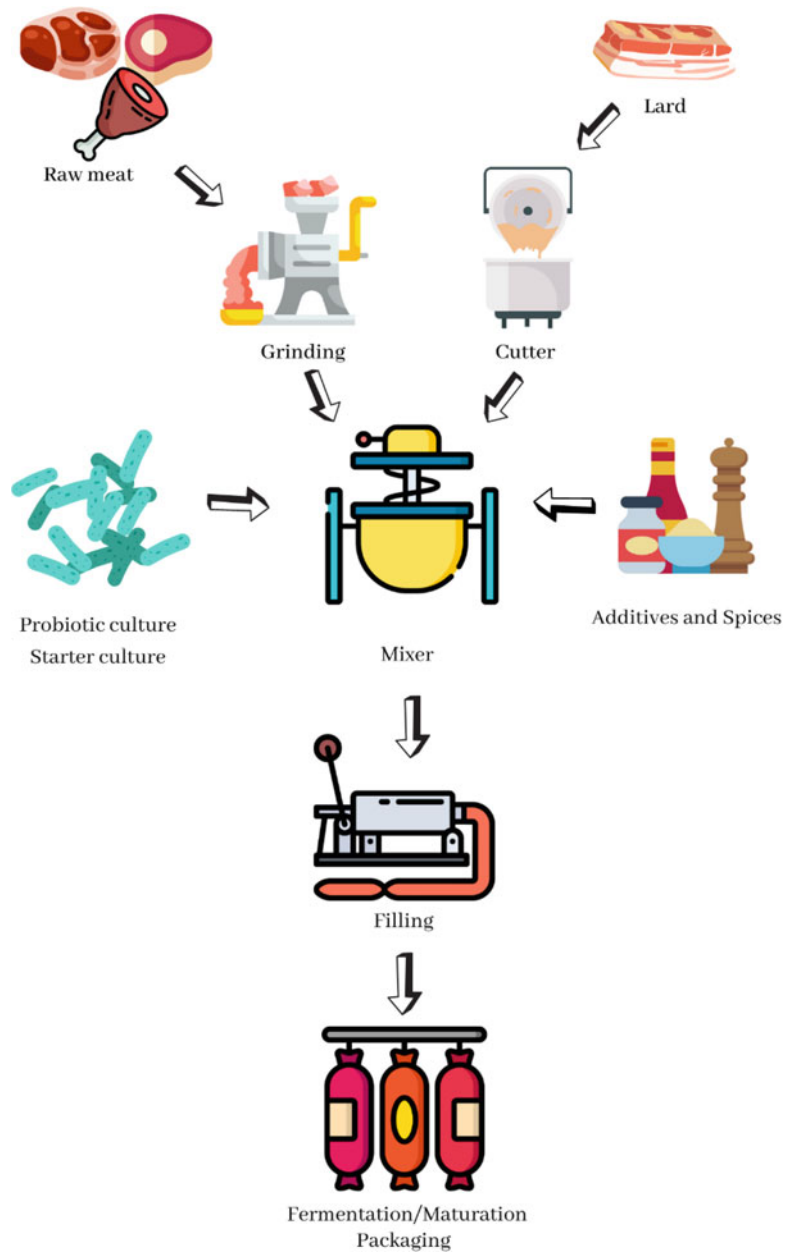 Raw meat
Lard
Grinding
Cutter
Probiotic culture
Starter culture
Mixer
Additives and Spices
Filling
Fermentation/Maturation
Packaging